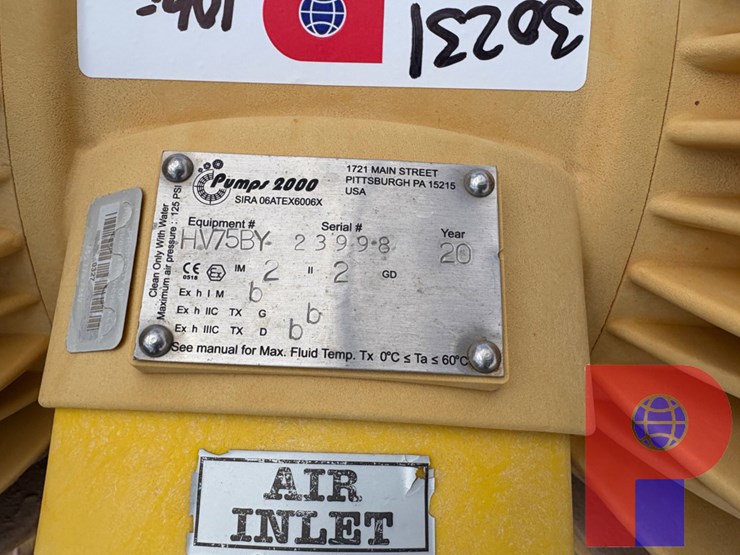 30231
Pumps 2000
SIRA 06ATEX6006X
1721 MAIN STREET
PITTSBURGH PA 15215
USA
Clean Only With Water
Maximum air pressure : 125 PSI
Equipment # Serial # Year
HV75BY- 23998 20
CE 0518 Ex IM 2 II 2 GD
Ex h I M b
Ex h IIC TX G b
Ex h IIIC TX D b
See manual for Max. Fluid Temp. Tx 0°C ≤ Ta ≤ 60°C
AIR
INLET